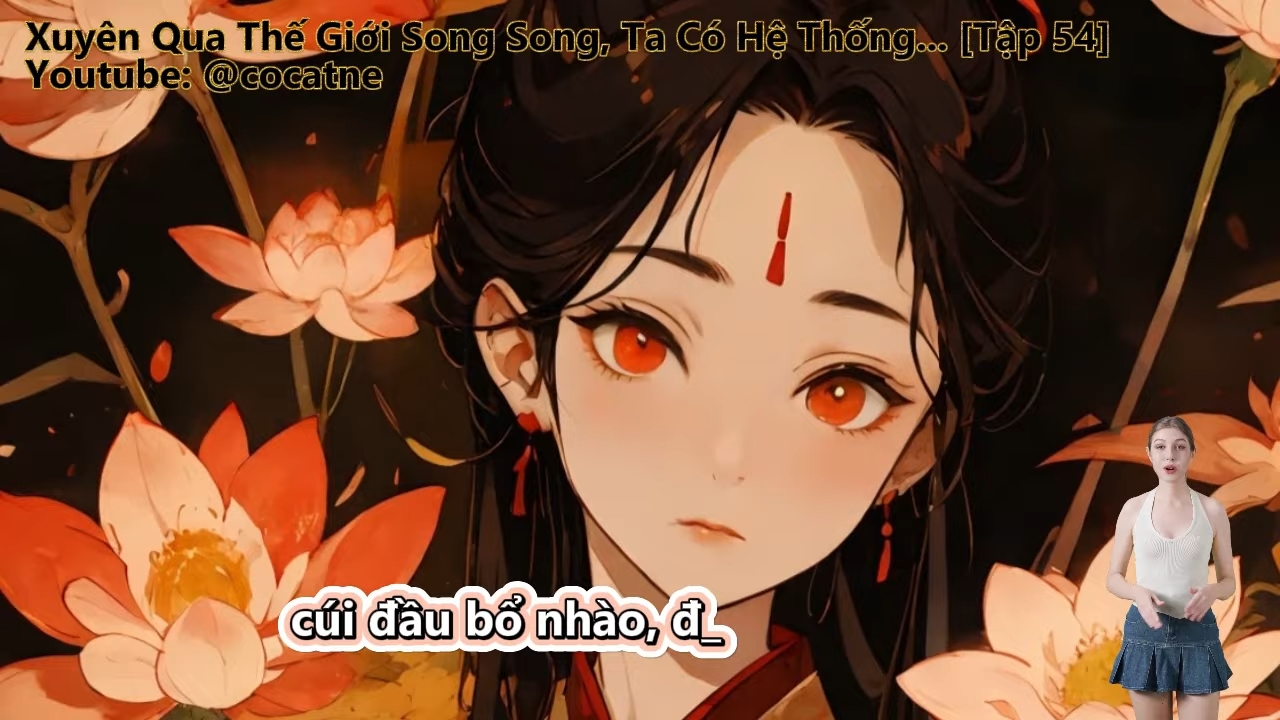 Xuyên Qua Thế Giới Song Song, Ta Có Hệ Thống... [Tập 54]
Youtube: @cocatne
cúi đầu bổ nhào, đ_